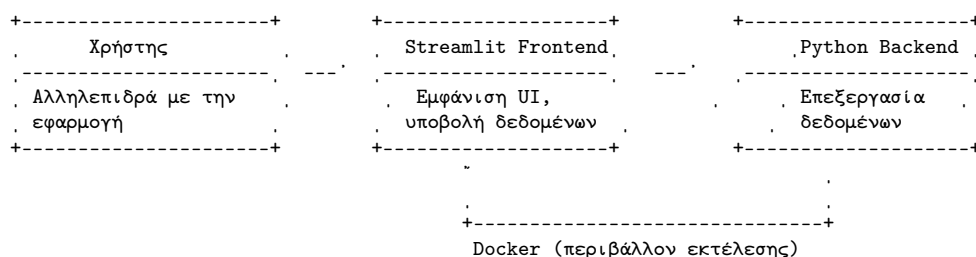 +----------------------+ +--------------------+ +--------------------+
Χρήστης Streamlit Frontend Python Backend
---------------------- ---. -------------------- ---. --------------------
Αλληλεπιδρά με την Εμφάνιση UI, Επεξεργασία
εφαρμογή υποβολή δεδομένων δεδομένων
+----------------------+ +--------------------+ +--------------------+
+-------------------------------+
Docker (περιβάλλον εκτέλεσης)